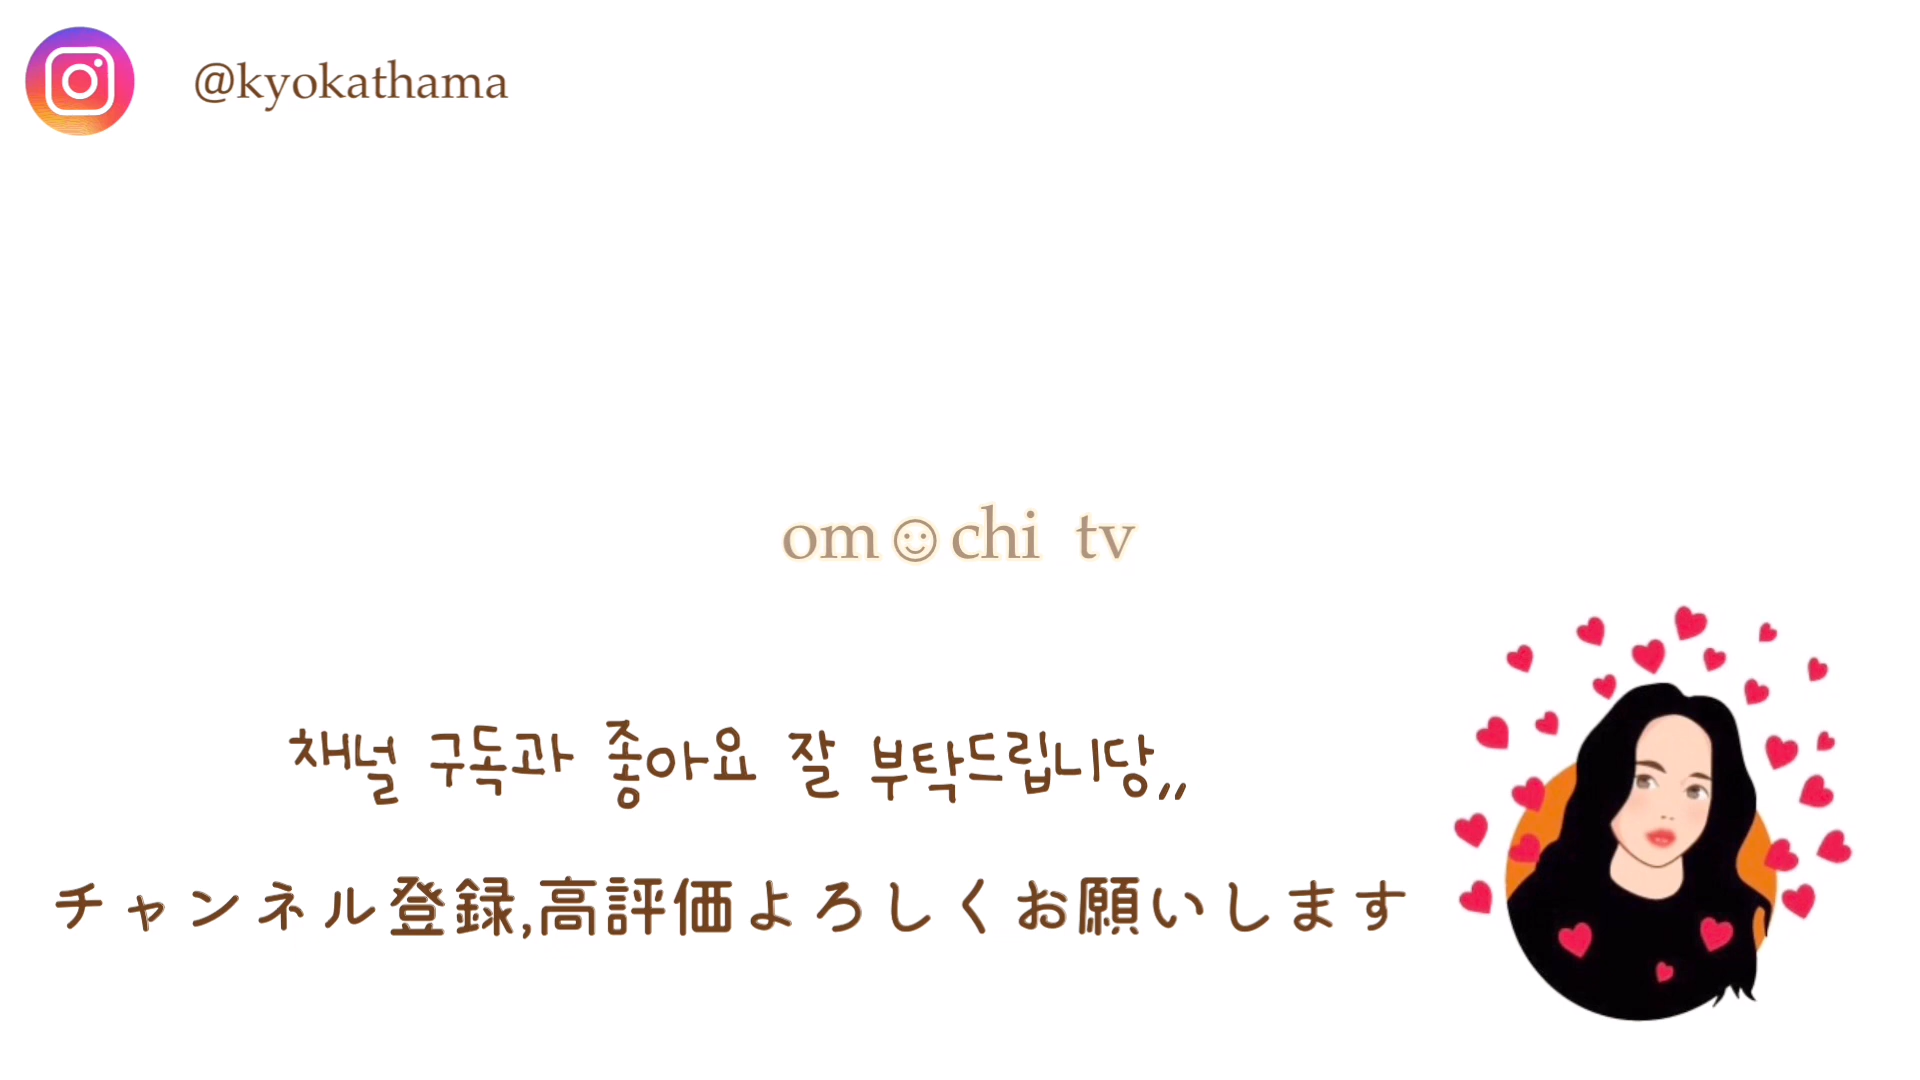 @kyokathama
om☺chi tv
채널 구독과 좋아요 잘 부탁드립니당,,
チャンネル登録,高評価よろしくお願いします